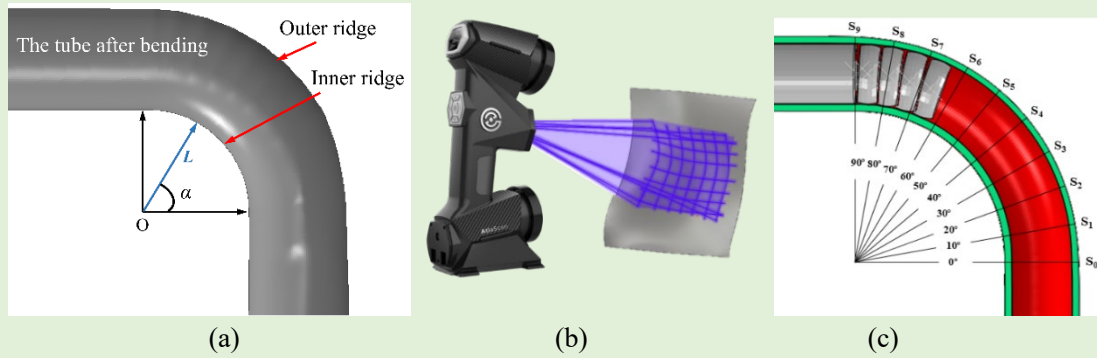 The tube after bending
Outer ridge
Inner ridge
L
α
O
(a)
(b)
S₉
S₈
S₇
S₆
S₅
S₄
S₃
S₂
S₁
S₀
90°
80°
70°
60°
50°
40°
30°
20°
10°
0°
(c)